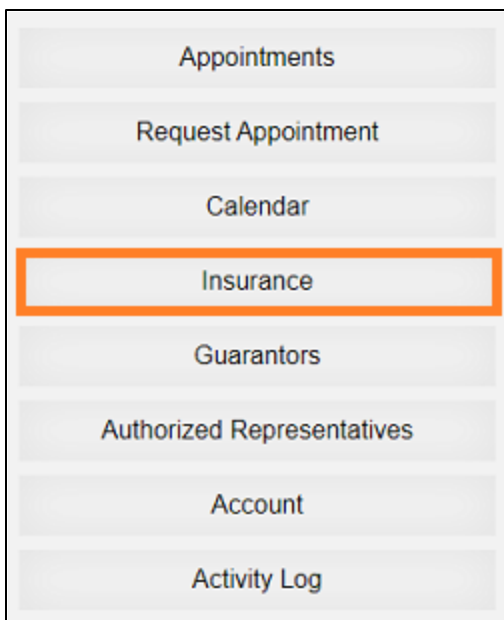 Appointments
Request Appointment
Calendar
Insurance
Guarantors
Authorized Representatives
Account
Activity Log